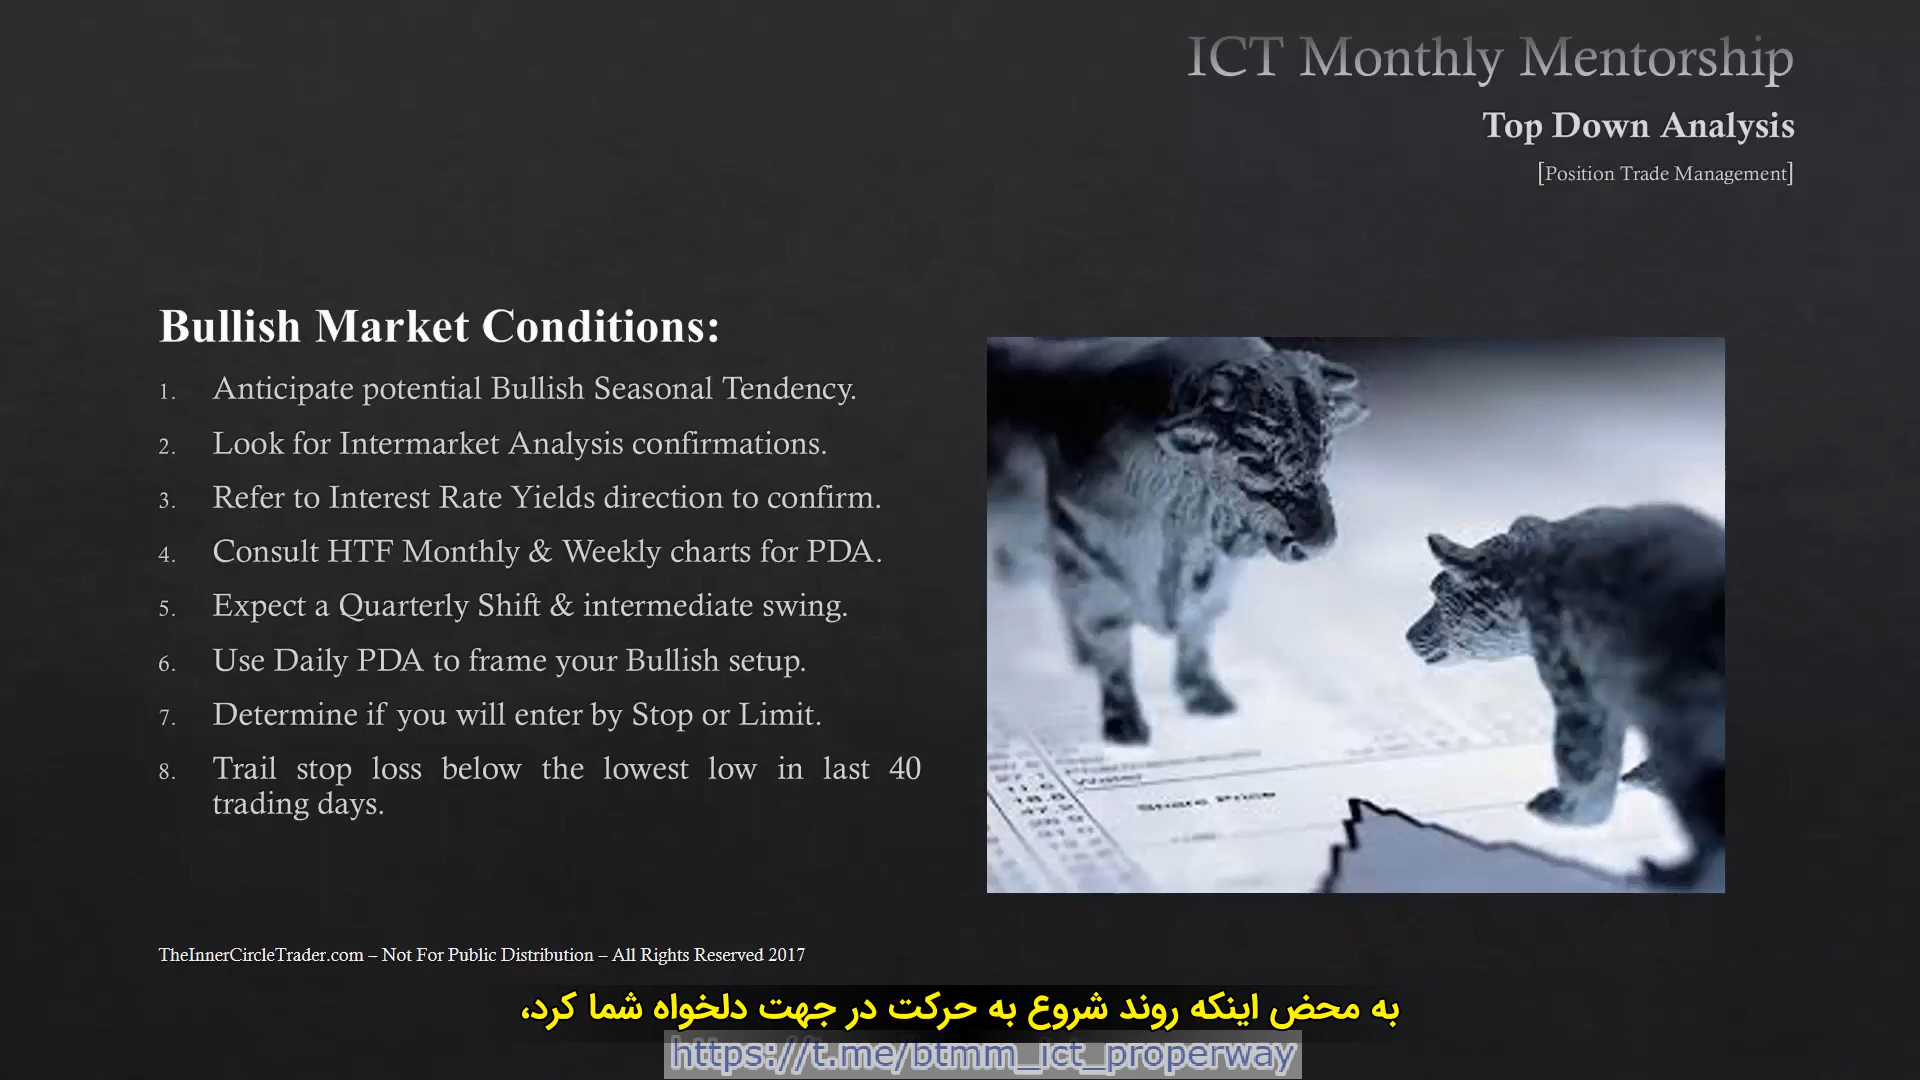 ICT Monthly Mentorship
Top Down Analysis
[Position Trade Management]
Bullish Market Conditions:
1. Anticipate potential Bullish Seasonal Tendency.
2. Look for Intermarket Analysis confirmations.
3. Refer to Interest Rate Yields direction to confirm.
4. Consult HTF Monthly & Weekly charts for PDA.
5. Expect a Quarterly Shift & intermediate swing.
6. Use Daily PDA to frame your Bullish setup.
7. Determine if you will enter by Stop or Limit.
8. Trail stop loss below the lowest low in last 40
trading days.
Share Price
TheInnerCircleTrader.com – Not For Public Distribution – All Rights Reserved 2017
به محض اینکه روند شروع به حرکت در جهت دلخواه شما کرد،
https://t.me/btmm_ict_properway